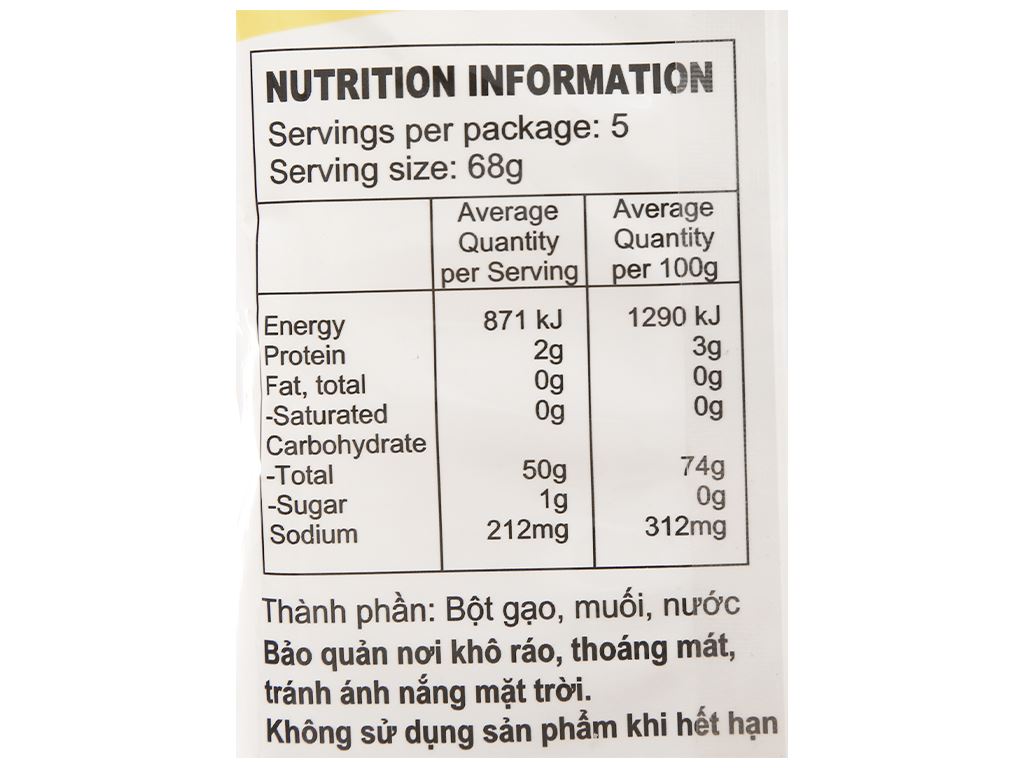 NUTRITION INFORMATION
Servings per package: 5
Serving size: 68g
Average Quantity per Serving
Average Quantity per 100g
Energy 871 kJ 1290 kJ
Protein 2g 3g
Fat, total 0g 0g
-Saturated 0g 0g
Carbohydrate
-Total 50g 74g
-Sugar 1g 0g
Sodium 212mg 312mg
Thành phần: Bột gạo, muối, nước
Bảo quản nơi khô ráo, thoáng mát,
tránh ánh nắng mặt trời.
Không sử dụng sản phẩm khi hết hạn